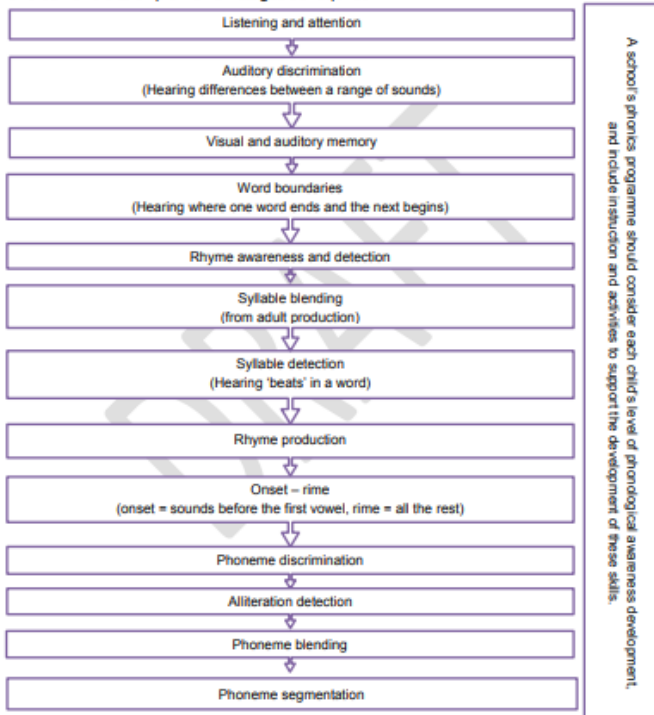 Listening and attention
Auditory discrimination
(Hearing differences between a range of sounds)
Visual and auditory memory
Word boundaries
(Hearing where one word ends and the next begins)
Rhyme awareness and detection
Syllable blending
(from adult production)
Syllable detection
(Hearing ‘beats’ in a word)
Rhyme production
Onset – rime
(onset = sounds before the first vowel, rime = all the rest)
Phoneme discrimination
Alliteration detection
Phoneme blending
Phoneme segmentation
A school’s phonics programme should consider each child’s level of phonological awareness development,
and include instruction and activities to support the development of these skills.
DRAFT